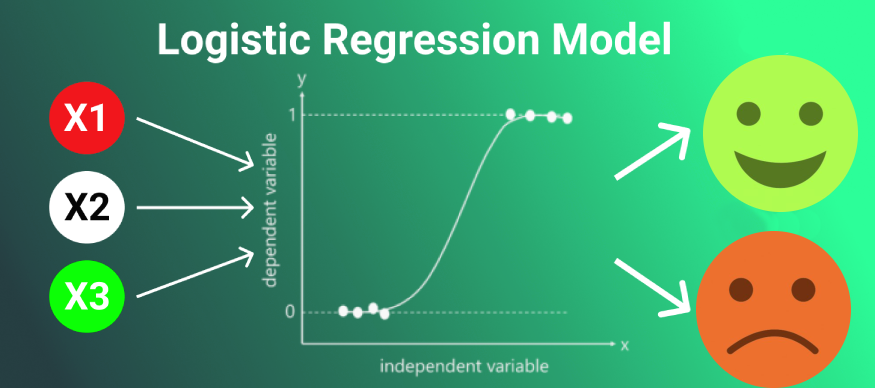 Logistic Regression Model
X1
X2
X3
y
1
dependent variable
0
x
independent variable